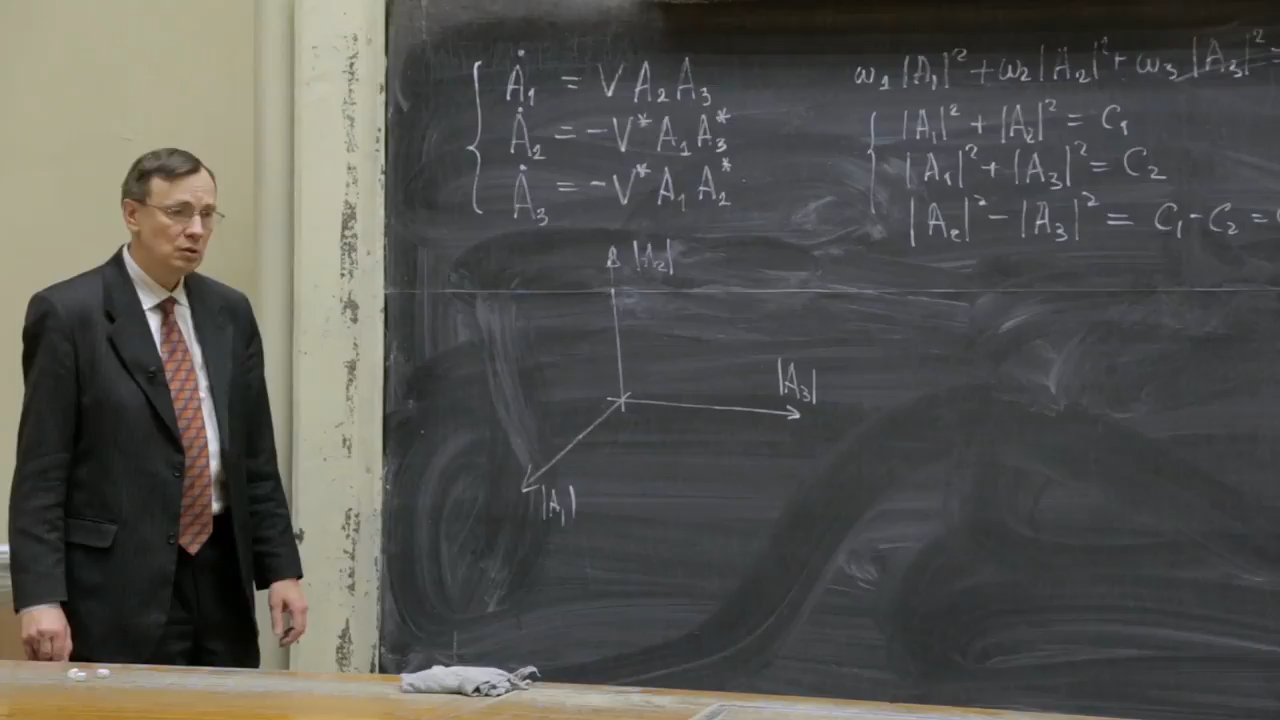 Ȧ₁ = V A₂ A₃
Ȧ₂ = -V* A₁ A₃*
Ȧ₃ = -V* A₁ A₂*
ω₁ |A₁|² + ω₂ |A₂|² + ω₃ |A₃|² =
|A₁|² + |A₂|² = C₁
|A₁|² + |A₃|² = C₂
|A₂|² - |A₃|² = C₁ - C₂ =
|A₂|
|A₃|
|A₁|